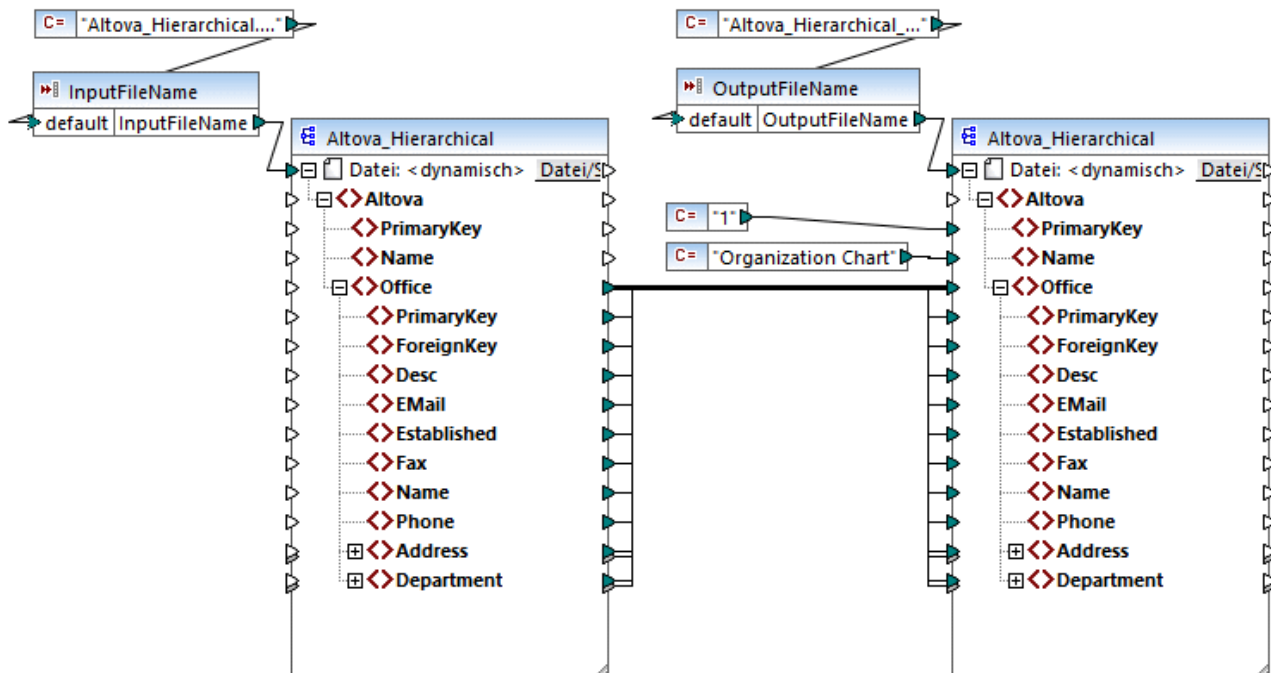 C= "Altova_Hierarchical....
C= "Altova_Hierarchical_..."
InputFileName
OutputFileName
default InputFileName
default OutputFileName
Altova_Hierarchical
Altova_Hierarchical
Datei: <dynamisch> Datei/S
Datei: <dynamisch> Datei/S
Altova
Altova
PrimaryKey
C= "1"
PrimaryKey
Name
C= "Organization Chart"
Name
Office
Office
PrimaryKey
PrimaryKey
ForeignKey
ForeignKey
Desc
Desc
EMail
EMail
Established
Established
Fax
Fax
Name
Name
Phone
Phone
Address
Address
Department
Department